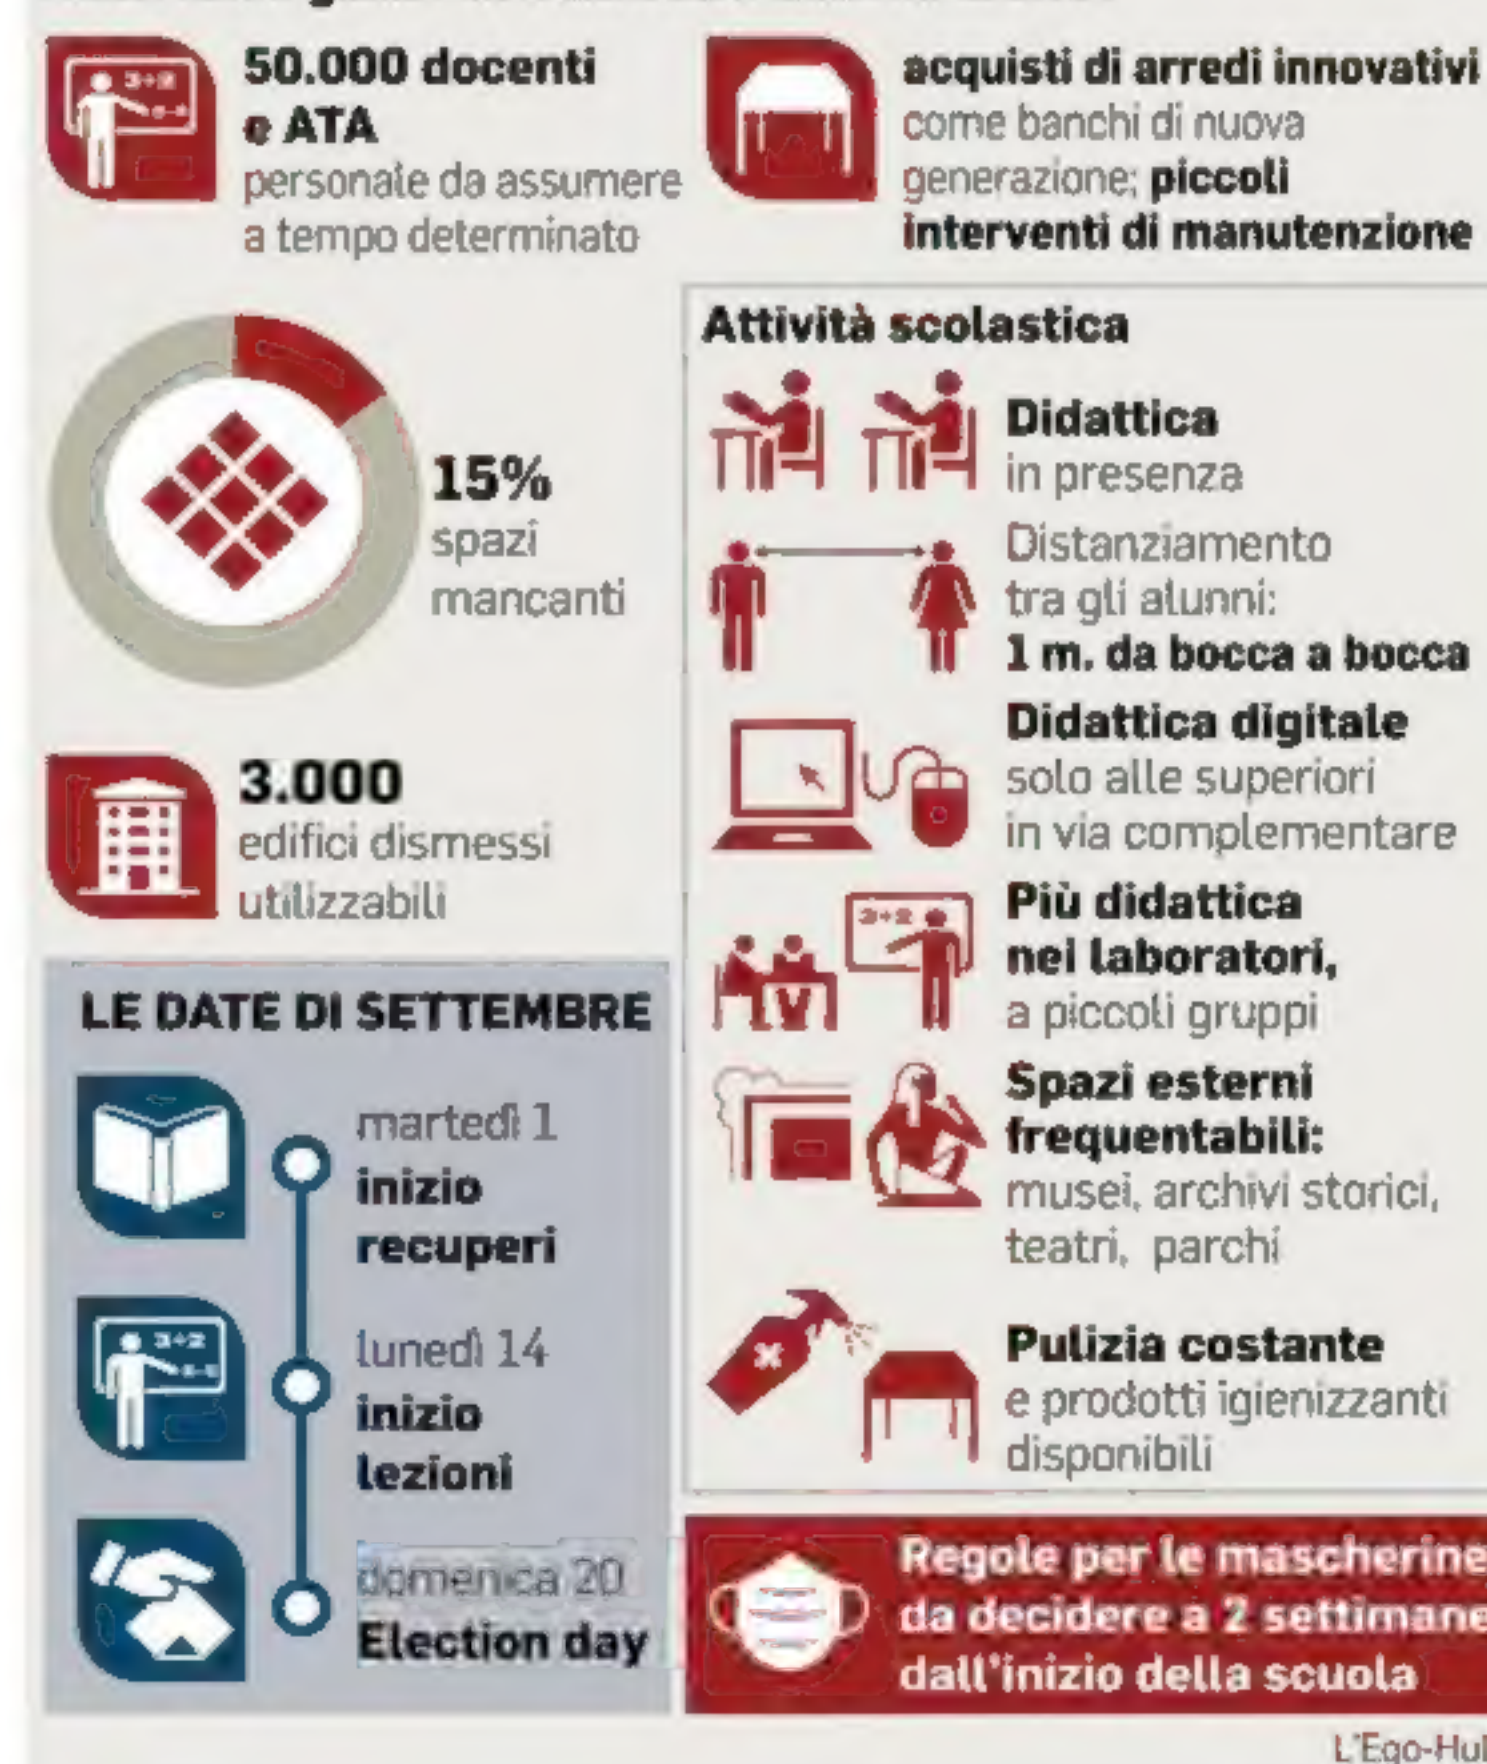 50.000 docenti
e ATA
personale da assumere
a tempo determinato
acquisti di arredi innovativi
come banchi di nuova
generazione; piccoli
interventi di manutenzione
15%
spazi
mancanti
3.000
edifici dismessi
utilizzabili
LE DATE DI SETTEMBRE
martedì 1
inizio
recuperi
lunedì 14
inizio
lezioni
domenica 20
Election day
Attività scolastica
Didattica
in presenza
Distanziamento
tra gli alunni:
1 m. da bocca a bocca
Didattica digitale
solo alle superiori
in via complementare
3+2
Più didattica
nei laboratori,
a piccoli gruppi
Spazi esterni
frequentabili:
musei, archivi storici,
teatri, parchi
Pulizia costante
e prodotti igienizzanti
disponibili
Regole per le mascherine
da decidere a 2 settimane
dall'inizio della scuola
L'Ego-Hub